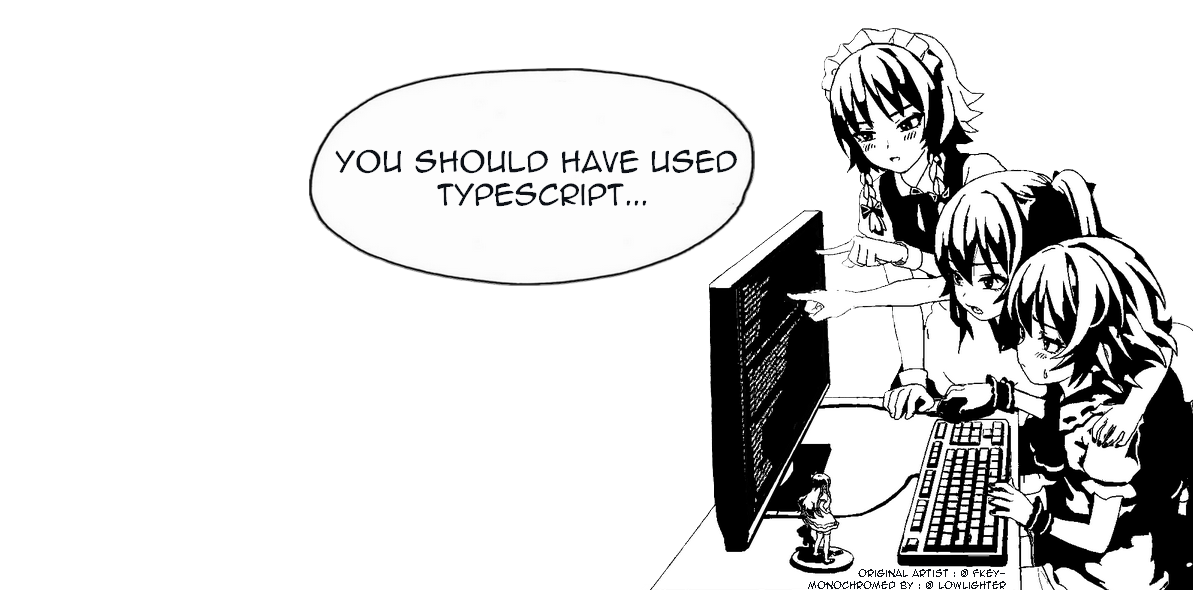 YOU SHOULD HAVE USED
TYPESCRIPT...
ORIGINAL ARTIST : @ FKEY-
MONOCHROMED BY : @ LOWLIGHTER